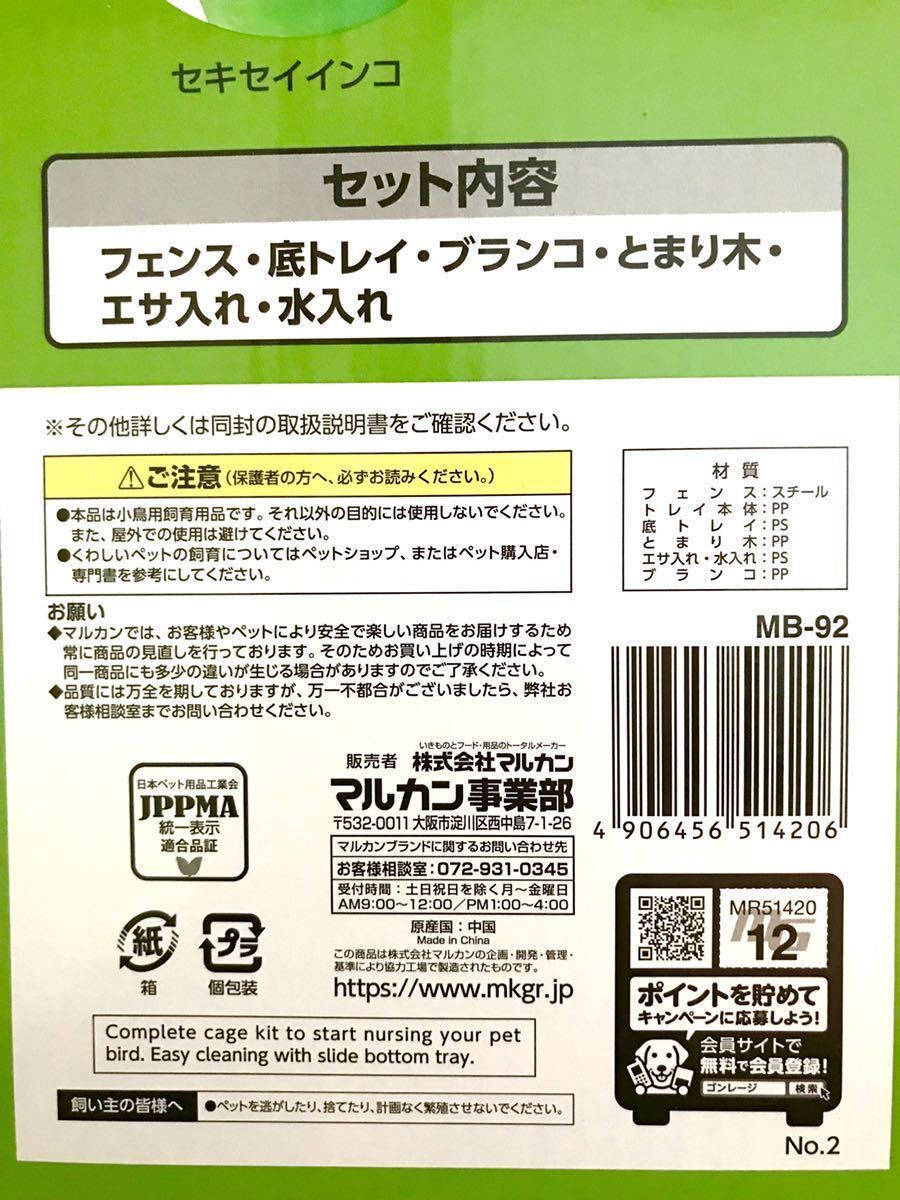 セキセイインコ
セット内容
フェンス・底トレイ・ブランコ・とまり木・
エサ入れ・水入れ
※その他詳しくは同封の取扱説明書をご確認ください。
⚠ご注意(保護者の方へ、必ずお読みください。)
●本品は小鳥用飼育用品です。それ以外の目的には使用しないでください。
また、屋外での使用は避けてください。
●くわしいペットの飼育についてはペットショップ、またはペット購入店・
専門書を参考にしてください。
材質
フェンス:スチール
トレイ本体:PP
底トレイ:PS
とまり木:PP
エサ入れ・水入れ:PS
ブランコ:PP
お願い
◆マルカンでは、お客様やペットにより安全で楽しい商品をお届けするため
常に商品の見直しを行っております。そのためお買い上げの時期によって
同一商品にも多少の違いが生じる場合がありますのでご了承ください。
◆品質には万全を期しておりますが、万一不都合がございましたら、弊社お
客様相談室までお問い合わせください。
MB-92
4 906456 514206
日本ペット用品工業会
JPPMA
統一表示
適合品証
いきものとフード・用品のトータルメーカー
販売者 株式会社マルカン
マルカン事業部
〒532-0011 大阪市淀川区西中島7-1-26
マルカンブランドに関するお問い合わせ先
お客様相談室:072-931-0345
受付時間:土日祝日を除く月〜金曜日
AM9:00〜12:00/PM1:00〜4:00
原産国:中国
Made in China
この商品は株式会社マルカンの企画・開発・管理・
基準により協力工場で製造されたものです。
https://www.mkgr.jp
紙
箱
プラ
個包装
MR51420
12
ポイントを貯めて
キャンペーンに応募しよう!
会員サイトで
無料で会員登録!
ゴンレージ 検索
Complete cage kit to start nursing your pet
bird. Easy cleaning with slide bottom tray.
飼い主の皆様へ ●ペットを逃がしたり、捨てたり、計画なく繁殖させないでください。
No.2